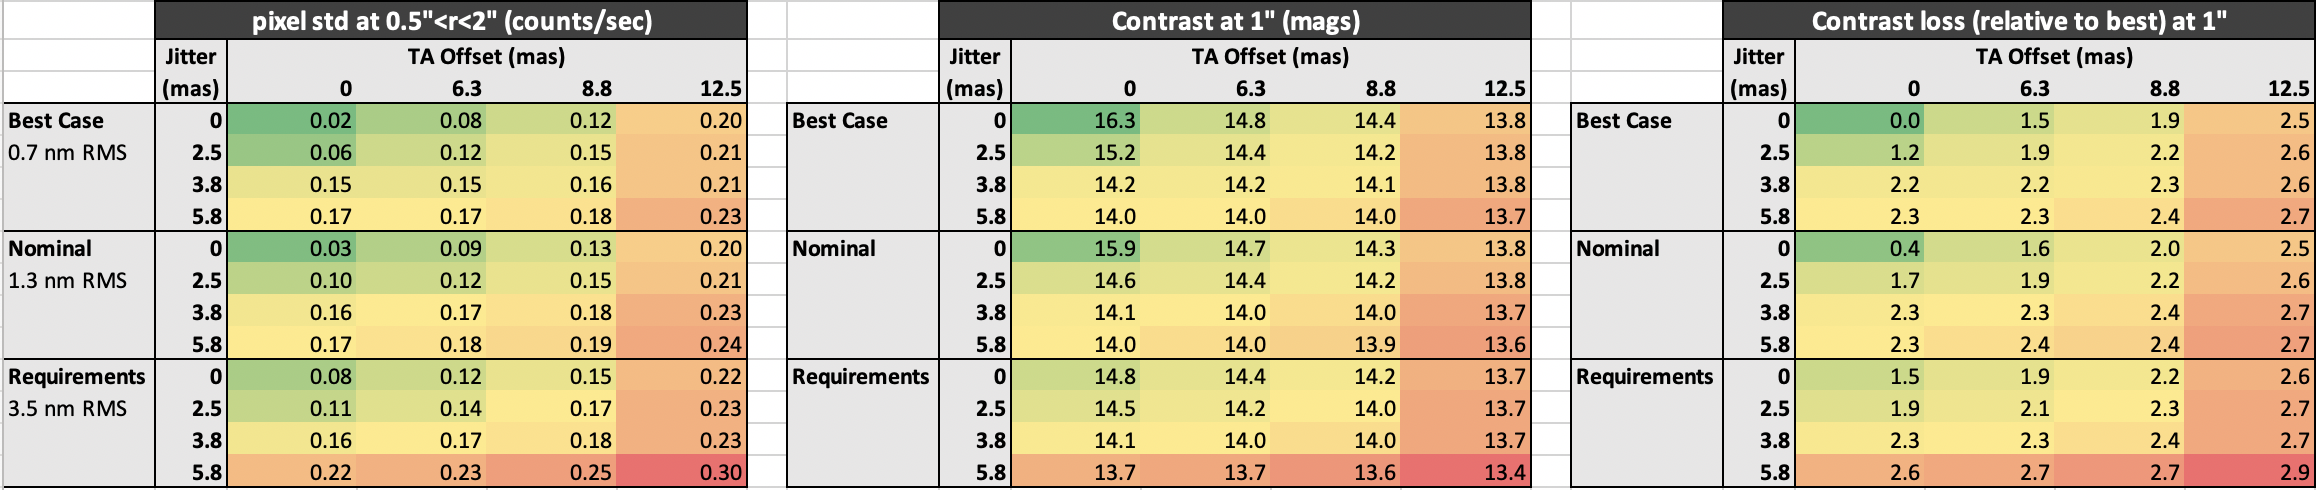 pixel std at 0.5"<r<2" (counts/sec) Contrast at 1" (mags) Contrast loss (relative to best) at 1"
Jitter TA Offset (mas) Jitter TA Offset (mas) Jitter TA Offset (mas)
(mas) 0 6.3 8.8 12.5 (mas) 0 6.3 8.8 12.5 (mas) 0 6.3 8.8 12.5
Best Case 0 0.02 0.08 0.12 0.20 Best Case 0 16.3 14.8 14.4 13.8 Best Case 0 0.0 1.5 1.9 2.5
0.7 nm RMS 2.5 0.06 0.12 0.15 0.21 2.5 15.2 14.4 14.2 13.8 2.5 1.2 1.9 2.2 2.6
3.8 0.15 0.15 0.16 0.21 3.8 14.2 14.2 14.1 13.8 3.8 2.2 2.2 2.3 2.6
5.8 0.17 0.17 0.18 0.23 5.8 14.0 14.0 14.0 13.7 5.8 2.3 2.3 2.4 2.7
Nominal 0 0.03 0.09 0.13 0.20 Nominal 0 15.9 14.7 14.3 13.8 Nominal 0 0.4 1.6 2.0 2.5
1.3 nm RMS 2.5 0.10 0.12 0.15 0.21 2.5 14.6 14.4 14.2 13.8 2.5 1.7 1.9 2.2 2.6
3.8 0.16 0.17 0.18 0.23 3.8 14.1 14.0 14.0 13.7 3.8 2.3 2.3 2.4 2.7
5.8 0.17 0.18 0.19 0.24 5.8 14.0 14.0 13.9 13.6 5.8 2.3 2.4 2.4 2.7
Requirements 0 0.08 0.12 0.15 0.22 Requirements 0 14.8 14.4 14.2 13.7 Requirements 0 1.5 1.9 2.2 2.6
3.5 nm RMS 2.5 0.11 0.14 0.17 0.23 2.5 14.5 14.2 14.0 13.7 2.5 1.9 2.1 2.3 2.7
3.8 0.16 0.17 0.18 0.23 3.8 14.1 14.0 14.0 13.7 3.8 2.3 2.3 2.4 2.7
5.8 0.22 0.23 0.25 0.30 5.8 13.7 13.7 13.6 13.4 5.8 2.6 2.7 2.7 2.9